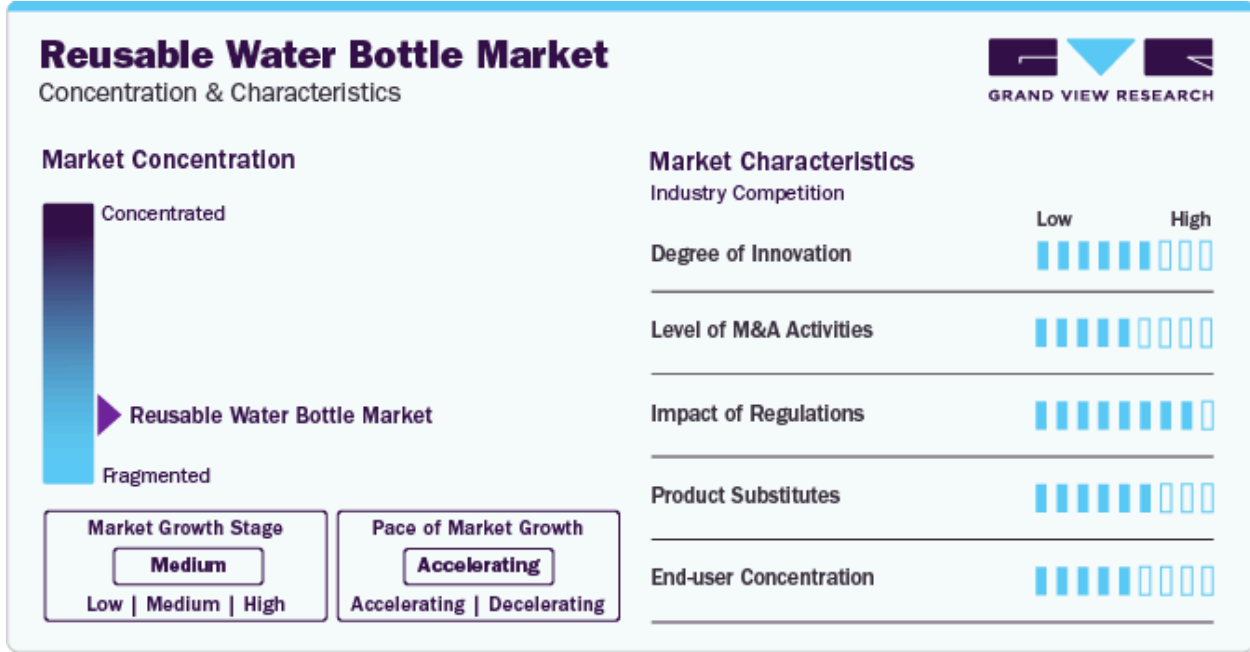 Reusable Water Bottle Market
Concentration & Characteristics
GRAND VIEW RESEARCH
Market Concentration
Concentrated
Reusable Water Bottle Market
Fragmented
Market Growth Stage
Medium
Low | Medium | High
Pace of Market Growth
Accelerating
Accelerating | Decelerating
Market Characteristics
Industry Competition
Low High
Degree of Innovation
Level of M&A Activities
Impact of Regulations
Product Substitutes
End-user Concentration